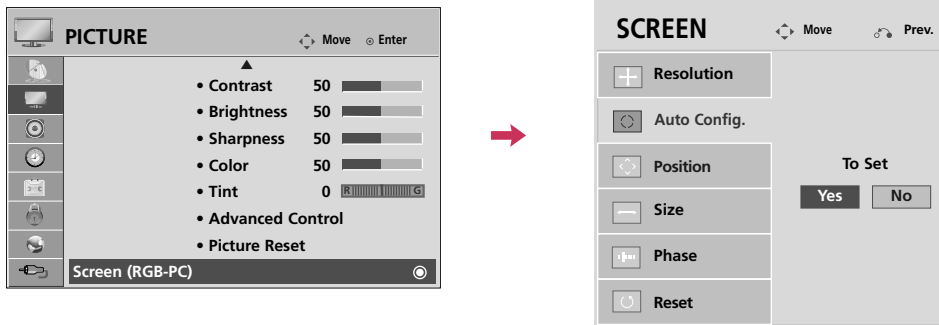 PICTURE
Move
Enter
• Contrast 50
• Brightness 50
• Sharpness 50
• Color 50
• Tint 0 R G
• Advanced Control
• Picture Reset
Screen (RGB-PC)
SCREEN
Move
Prev.
Resolution
Auto Config.
Position
Size
Phase
Reset
To Set
Yes No